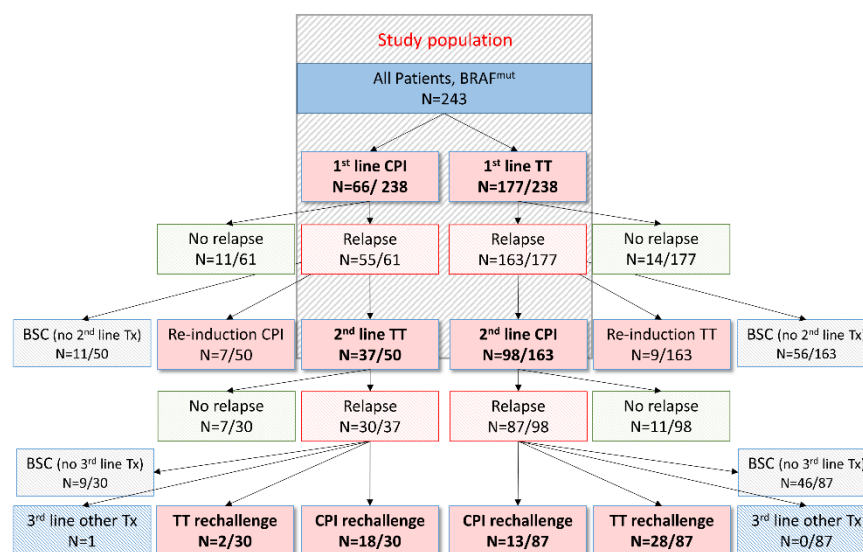 Study population
All Patients, BRAFmut
N=243
1st line CPI
N=66/ 238
1st line TT
N=177/238
No relapse
N=11/61
Relapse
N=55/61
Relapse
N=163/177
No relapse
N=14/177
BSC (no 2nd line Tx)
N=11/50
Re-induction CPI
N=7/50
2nd line TT
N=37/50
2nd line CPI
N=98/163
Re-induction TT
N=9/163
BSC (no 2nd line Tx)
N=56/163
No relapse
N=7/30
Relapse
N=30/37
Relapse
N=87/98
No relapse
N=11/98
BSC (no 3rd line Tx)
N=9/30
BSC (no 3rd line Tx)
N=46/87
3rd line other Tx
N=1
TT rechallenge
N=2/30
CPI rechallenge
N=18/30
CPI rechallenge
N=13/87
TT rechallenge
N=28/87
3rd line other Tx
N=0/87